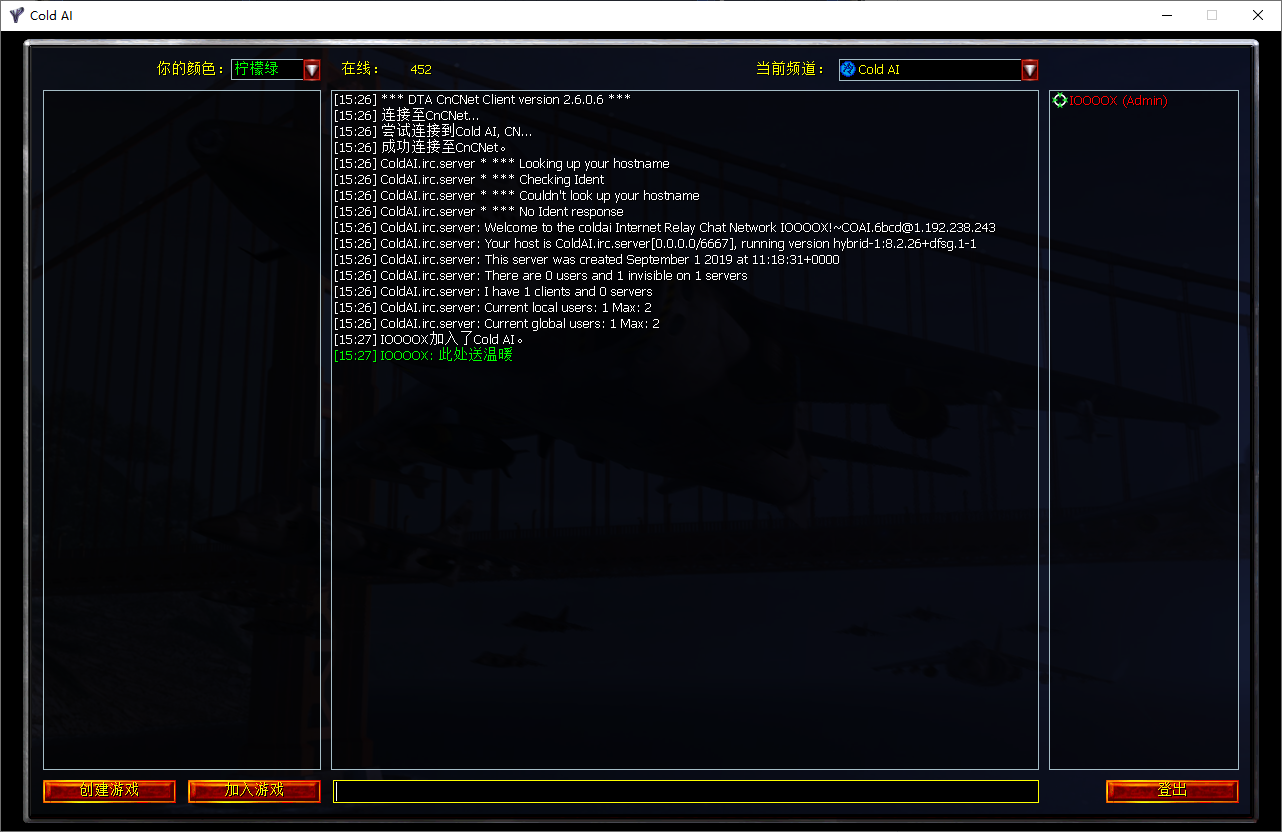 Cold AI
你的颜色： 柠檬绿 在线： 452 当前频道： Cold AI
[15:26] *** DTA CnCNet Client version 2.6.0.6 ***
[15:26] 连接至CnCNet...
[15:26] 尝试连接到Cold AI, CN...
[15:26] 成功连接至CnCNet。
[15:26] ColdAI.irc.server * *** Looking up your hostname
[15:26] ColdAI.irc.server * *** Checking Ident
[15:26] ColdAI.irc.server * *** Couldn't look up your hostname
[15:26] ColdAI.irc.server * *** No Ident response
[15:26] ColdAI.irc.server: Welcome to the coldai Internet Relay Chat Network IOOOOX!~COAI.6bcd@1.192.238.243
[15:26] ColdAI.irc.server: Your host is ColdAI.irc.server[0.0.0.0/6667], running version hybrid-1:8.2.26+dfsg.1-1
[15:26] ColdAI.irc.server: This server was created September 1 2019 at 11:18:31+0000
[15:26] ColdAI.irc.server: There are 0 users and 1 invisible on 1 servers
[15:26] ColdAI.irc.server: I have 1 clients and 0 servers
[15:26] ColdAI.irc.server: Current local users: 1 Max: 2
[15:26] ColdAI.irc.server: Current global users: 1 Max: 2
[15:27] IOOOOX加入了Cold AI。
[15:27] IOOOOX: 此处送温暖
IOOOOX (Admin)
创建游戏 加入游戏 登出